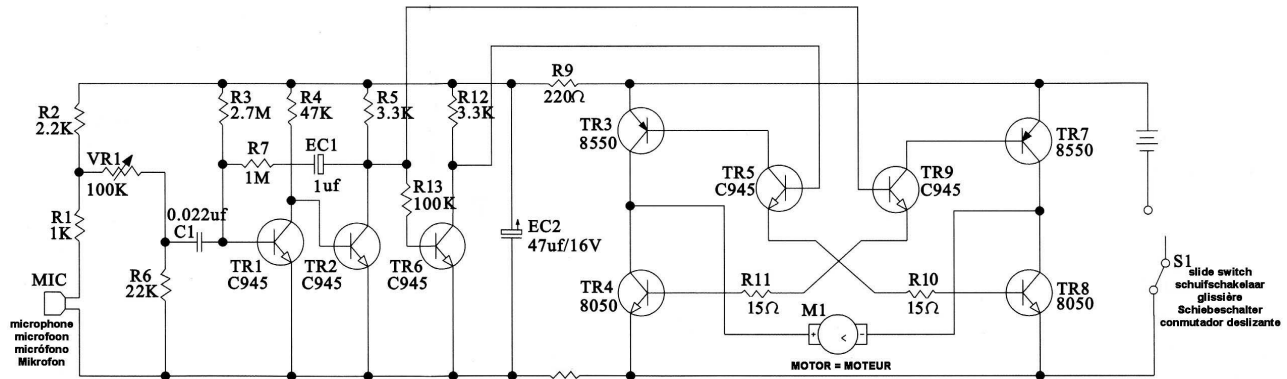 R2
2.2K
VR1
100K
R1
1K
MIC
microphone
microfoon
micrófono
Mikrofon
0.022uf
C1
R6
22K
R3
2.7M
R4
47K
R7
1M
EC1
1uf
R5
3.3K
R12
3.3K
R13
100K
TR1
C945
TR2
C945
TR6
C945
EC2
47uf/16V
R9
220Ω
TR3
8550
TR5
C945
TR9
C945
TR7
8550
TR4
8050
R11
15Ω
R10
15Ω
TR8
8050
M1
+
-
MOTOR = MOTEUR
S1
slide switch
schuifschakelaar
glissière
Schiebeschalter
conmutador deslizante